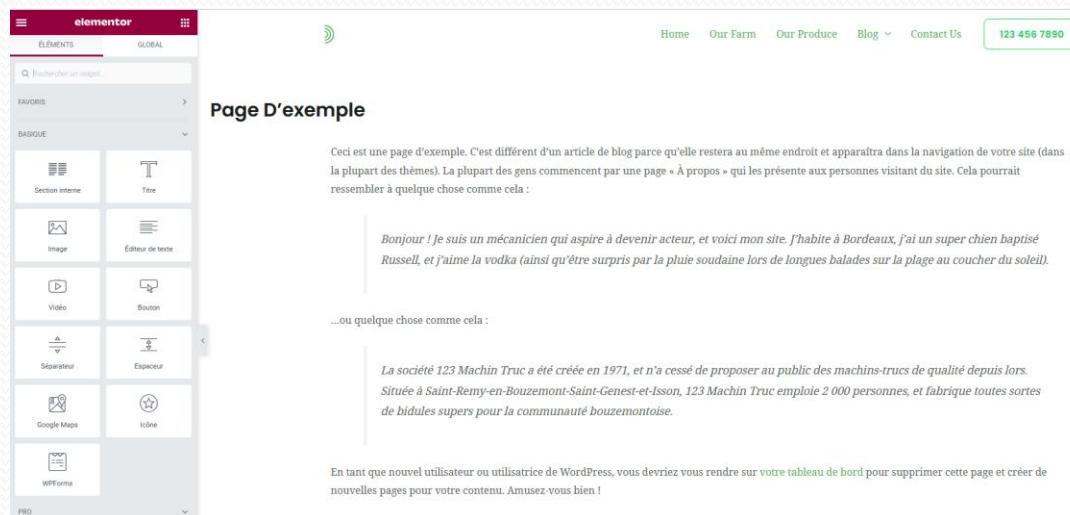 elementor
ÉLÉMENTS
GLOBAL
Rechercher un widget...
FAVORIS
BASIQUE
Section interne
Titre
Image
Éditeur de texte
Vidéo
Bouton
Séparateur
Espaceur
Google Maps
Icône
WPForms
PRO
Home
Our Farm
Our Produce
Blog
Contact Us
123 456 7890
Page D'exemple
Ceci est une page d'exemple. C'est différent d'un article de blog parce qu'elle restera au même endroit et apparaîtra dans la navigation de votre site (dans
la plupart des thèmes). La plupart des gens commencent par une page « À propos » qui les présente aux personnes visitant du site. Cela pourrait
ressembler à quelque chose comme cela :
Bonjour ! Je suis un mécanicien qui aspire à devenir acteur, et voici mon site. J'habite à Bordeaux, j'ai un super chien baptisé
Russell, et j'aime la vodka (ainsi qu'être surpris par la pluie soudaine lors de longues balades sur la plage au coucher du soleil).
…ou quelque chose comme cela :
La société 123 Machin Truc a été créée en 1971, et n'a cessé de proposer au public des machins-trucs de qualité depuis lors.
Située à Saint-Remy-en-Bouzemont-Saint-Genest-et-Isson, 123 Machin Truc emploie 2 000 personnes, et fabrique toutes sortes
de bidules supers pour la communauté bouzemontoise.
En tant que nouvel utilisateur ou utilisatrice de WordPress, vous devriez vous rendre sur votre tableau de bord pour supprimer cette page et créer de
nouvelles pages pour votre contenu. Amusez-vous bien !